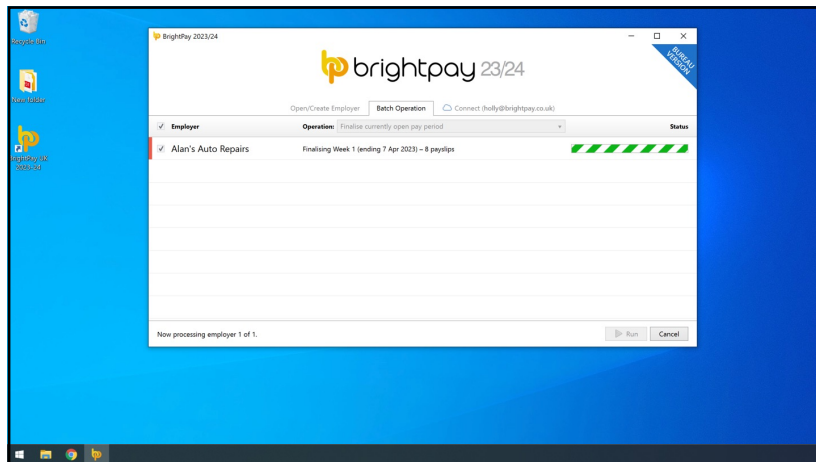 Recycle Bin
New folder
BrightPay UK
2023-24
BrightPay 2023/24
BUREAU
VERSION
bp brightpay 23/24
Open/Create Employer Batch Operation Connect (holly@brightpay.co.uk)
Employer Operation: Finalise currently open pay period Status
Alan's Auto Repairs Finalising Week 1 (ending 7 Apr 2023) – 8 payslips
Now processing employer 1 of 1. Run Cancel